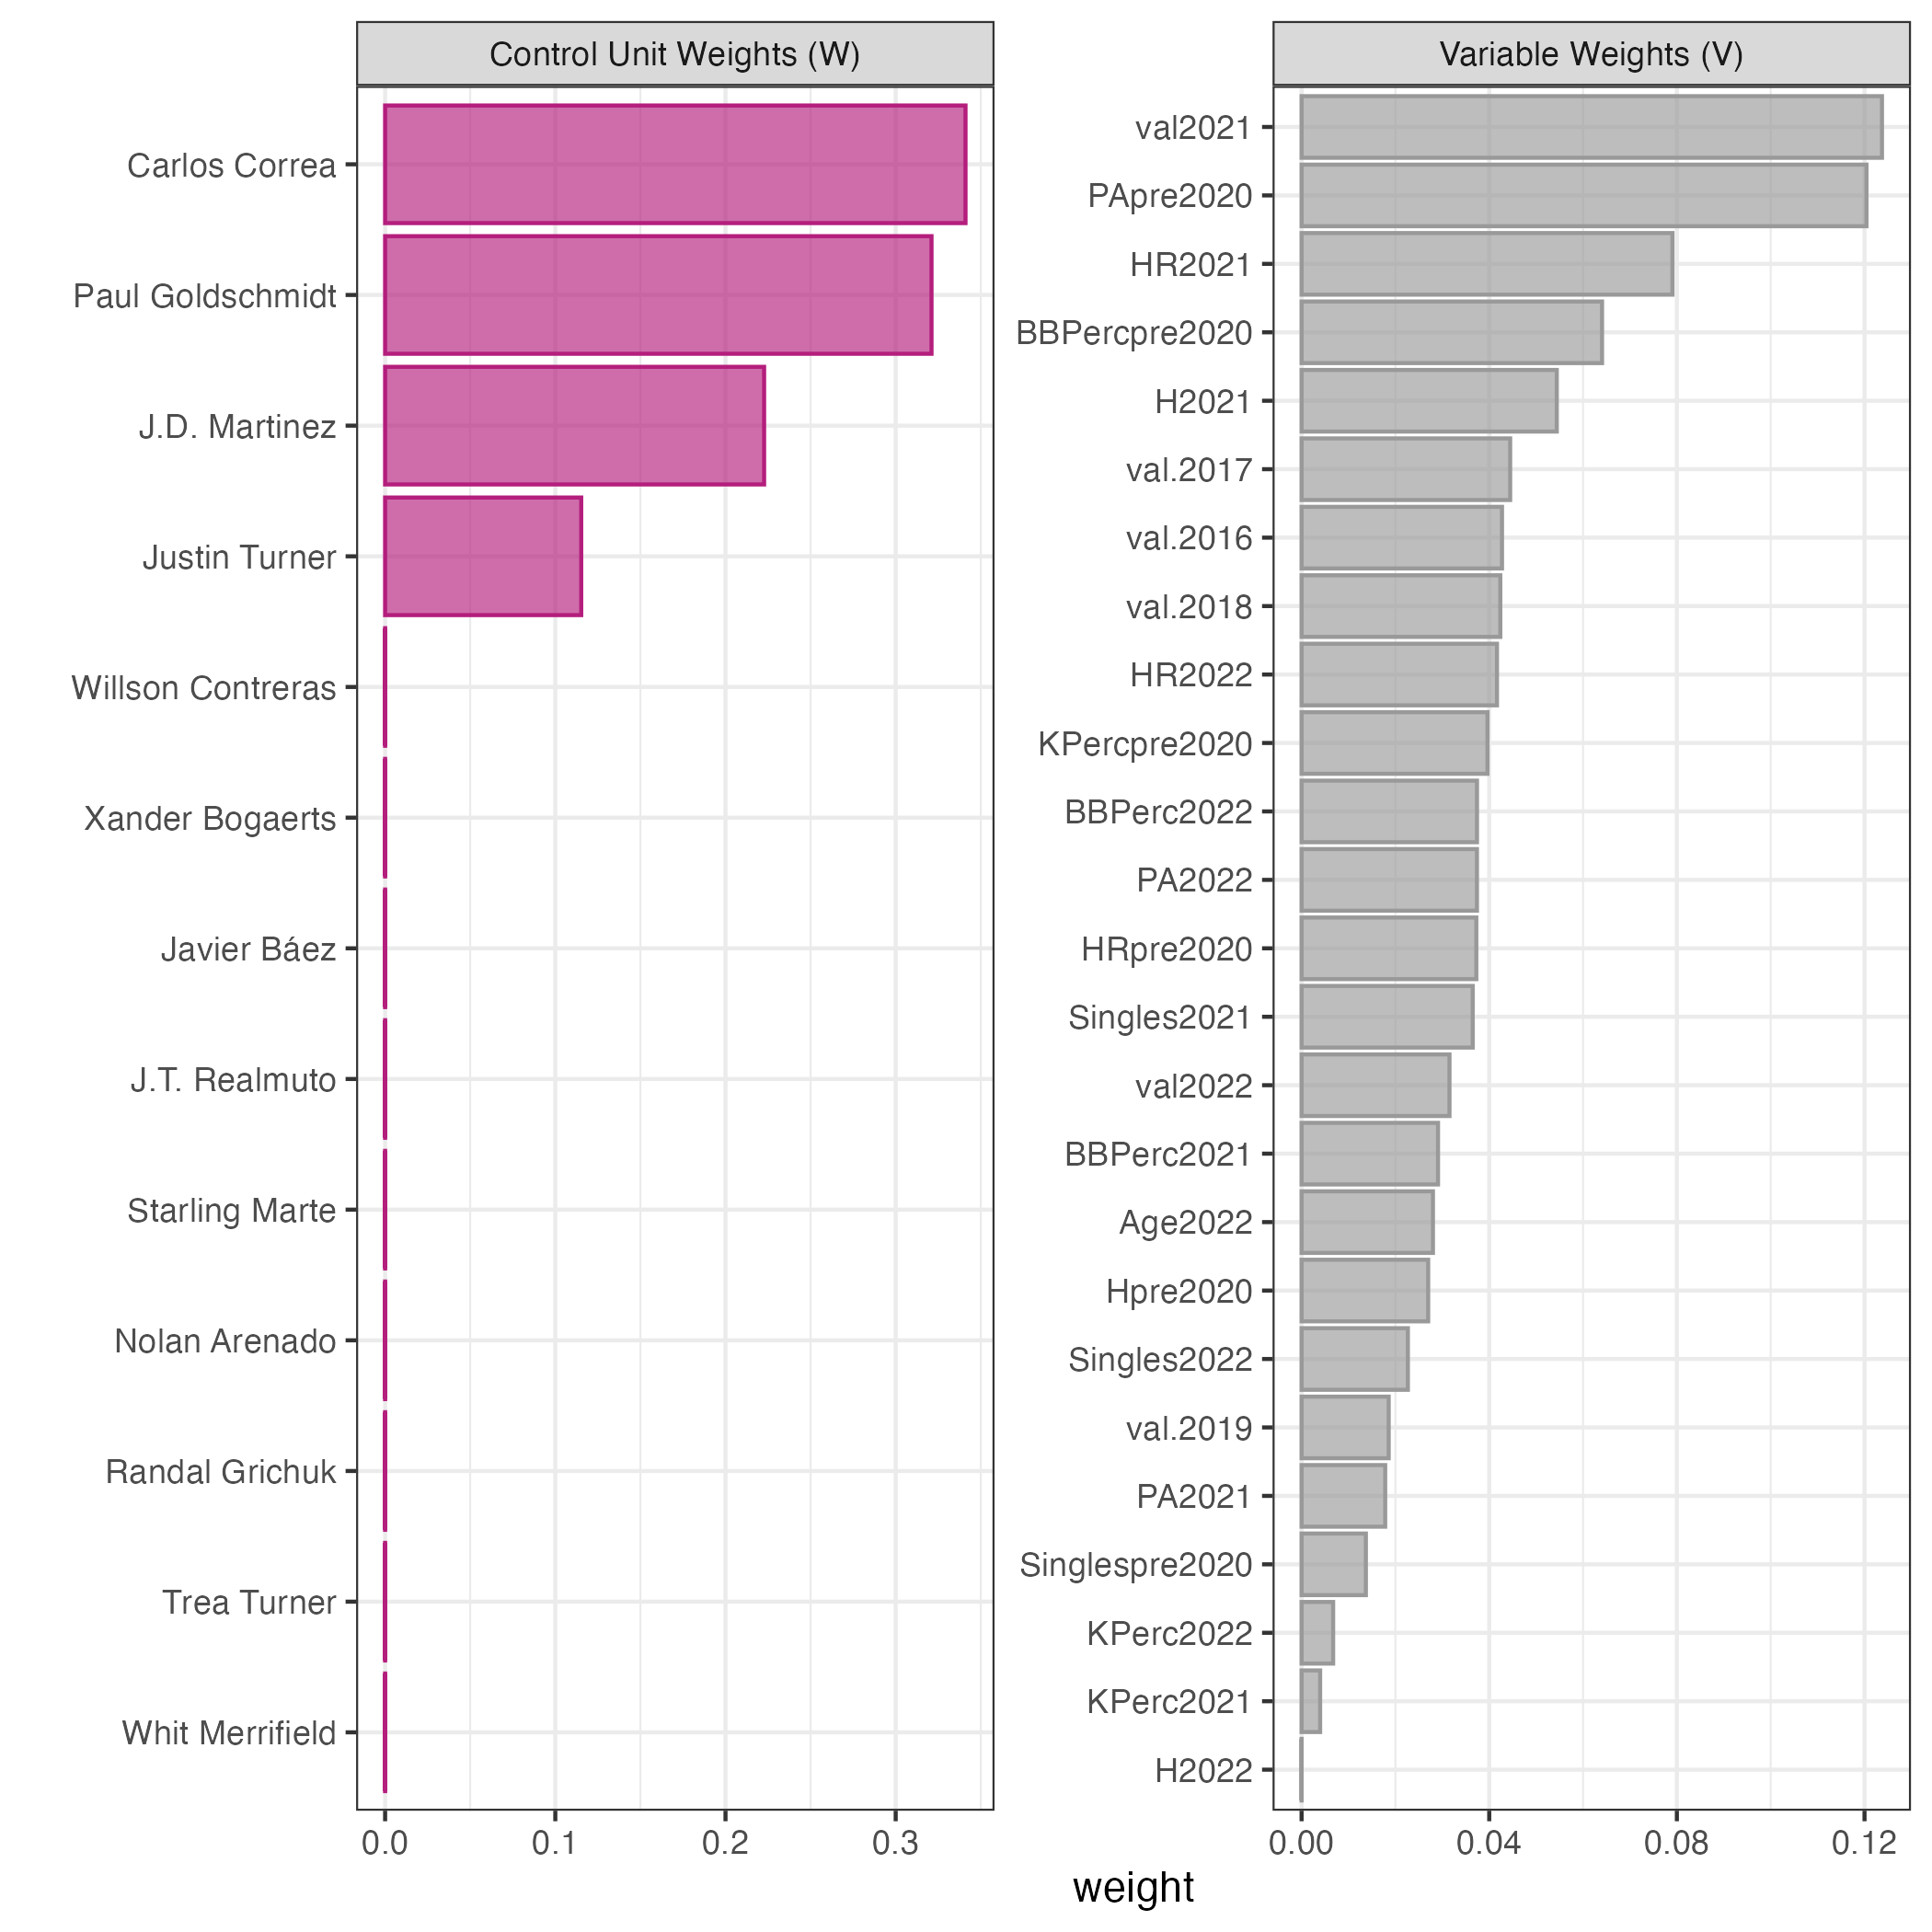 Control Unit Weights (W)
Carlos Correa
Paul Goldschmidt
J.D. Martinez
Justin Turner
Willson Contreras
Xander Bogaerts
Javier Báez
J.T. Realmuto
Starling Marte
Nolan Arenado
Randal Grichuk
Trea Turner
Whit Merrifield
0.0 0.1 0.2 0.3
Variable Weights (V)
val2021
PApre2020
HR2021
BBPercpre2020
H2021
val.2017
val.2016
val.2018
HR2022
KPercpre2020
BBPerc2022
PA2022
HRpre2020
Singles2021
val2022
BBPerc2021
Age2022
Hpre2020
Singles2022
val.2019
PA2021
Singlespre2020
KPerc2022
KPerc2021
H2022
0.00 0.04 0.08 0.12
weight